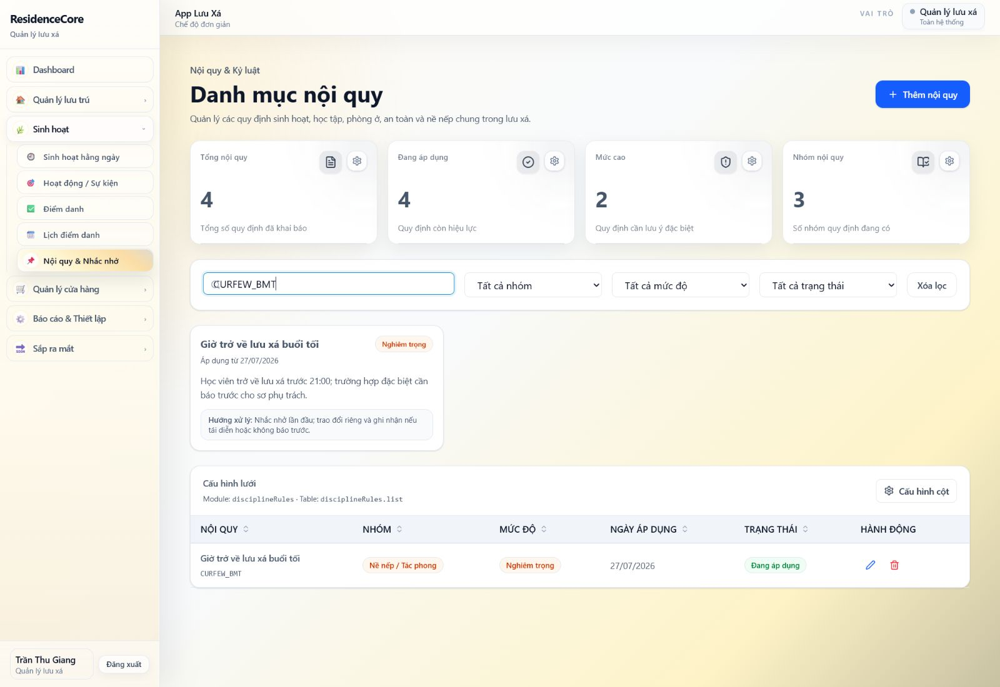 ResidenceCore
Quản lý lưu xá
Dashboard
Quản lý lưu trú
Sinh hoạt
Sinh hoạt hằng ngày
Hoạt động / Sự kiện
Điểm danh
Lịch điểm danh
Nội quy & Nhắc nhở
Quản lý cửa hàng
Báo cáo & Thiết lập
SOON
Sắp ra mắt
Trần Thu Giang
Quản lý lưu xá
Đăng xuất
App Lưu Xá
Chế độ đơn giản
VAI TRÒ
Quản lý lưu xá
Toàn hệ thống
Nội quy & Kỷ luật
Danh mục nội quy
Quản lý các quy định sinh hoạt, học tập, phòng ở, an toàn và nề nếp chung trong lưu xá.
Thêm nội quy
Tổng nội quy
4
Tổng số quy định đã khai báo
Đang áp dụng
4
Quy định còn hiệu lực
Mức cao
2
Quy định cần lưu ý đặc biệt
Nhóm nội quy
3
Số nhóm quy định đang có
CURFEW_BMT
Tất cả nhóm
Tất cả mức độ
Tất cả trạng thái
Xóa lọc
Giờ trở về lưu xá buổi tối
Nghiêm trọng
Áp dụng từ 27/07/2026
Học viên trở về lưu xá trước 21:00; trường hợp đặc biệt cần
báo trước cho sơ phụ trách.
Hướng xử lý: Nhắc nhở lần đầu; trao đổi riêng và ghi nhận nếu
tái diễn hoặc không báo trước.
Cấu hình lưới
Module: disciplineRules · Table: disciplineRules.list
Cấu hình cột
NỘI QUY
NHÓM
MỨC ĐỘ
NGÀY ÁP DỤNG
TRẠNG THÁI
HÀNH ĐỘNG
Giờ trở về lưu xá buổi tối
CURFEW_BMT
Nề nếp / Tác phong
Nghiêm trọng
27/07/2026
Đang áp dụng